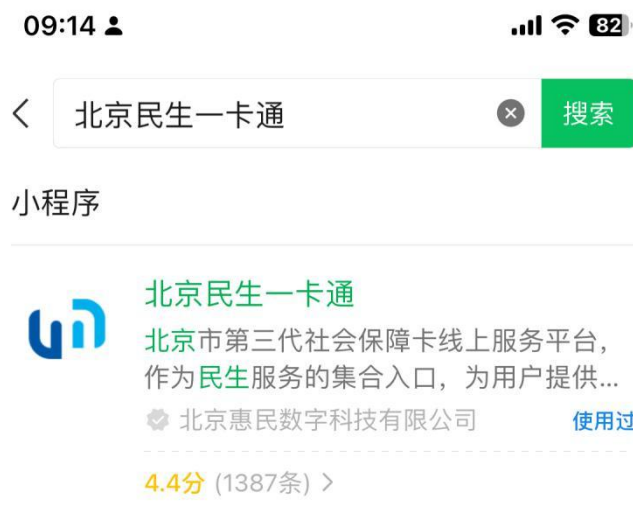 09:14
82
北京民生一卡通
搜索
小程序
北京民生一卡通
北京市第三代社会保障卡线上服务平台,
作为民生服务的集合入口，为用户提供...
北京惠民数字科技有限公司
使用过
4.4分 (1387条)